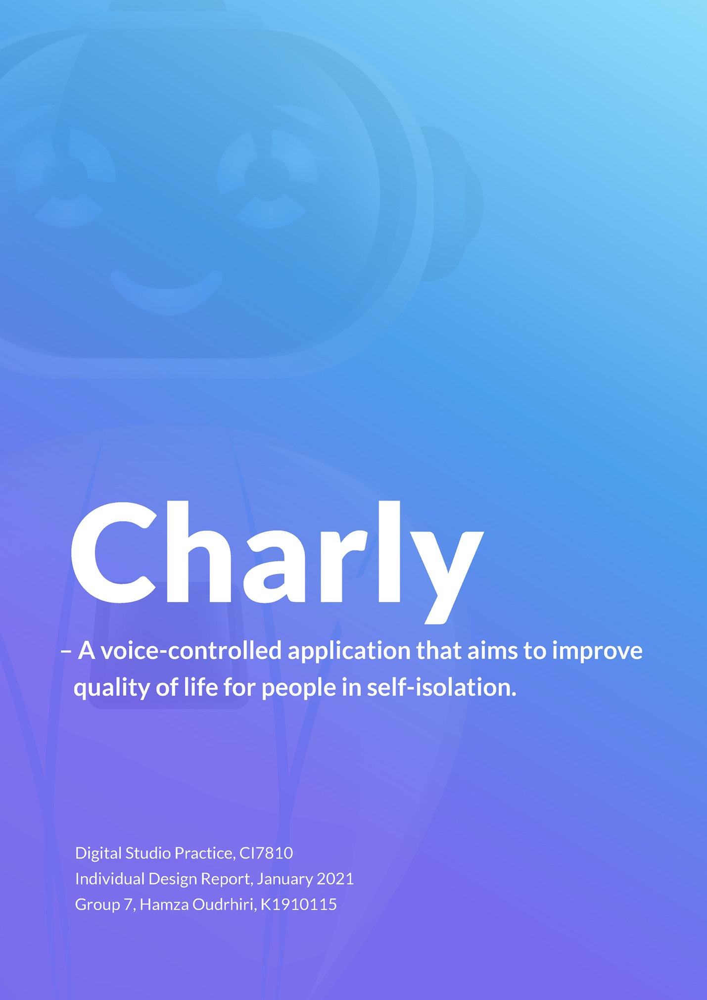 Charly
– A voice-controlled application that aims to improve
quality of life for people in self-isolation.
Digital Studio Practice, CI7810
Individual Design Report, January 2021
Group 7, Hamza Oudrhiri, K1910115